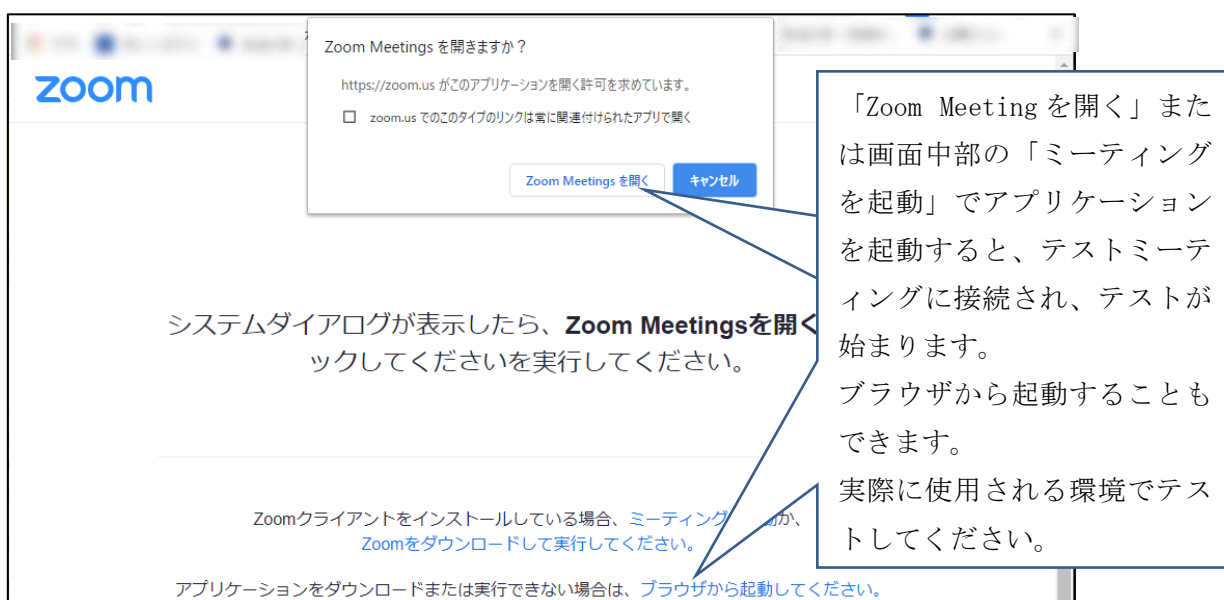 Zoom Meetings を開きますか？
https://zoom.us がこのアプリケーションを開く許可を求めています。
zoom.us でのこのタイプのリンクは常に関連付けられたアプリで開く
Zoom Meetings を開く
キャンセル
zoom
システムダイアログが表示したら、Zoom Meetingsを開く
ックしてくださいを実行してください。
Zoomクライアントをインストールしている場合、ミーティング 動か、
Zoomをダウンロードして実行してください。
アプリケーションをダウンロードまたは実行できない場合は、ブラウザから起動してください。
「Zoom Meeting を開く」また
は画面中部の「ミーティング
を起動」でアプリケーション
を起動すると、テストミーテ
ィングに接続され、テストが
始まります。
ブラウザから起動することも
できます。
実際に使用される環境でテス
トしてください。